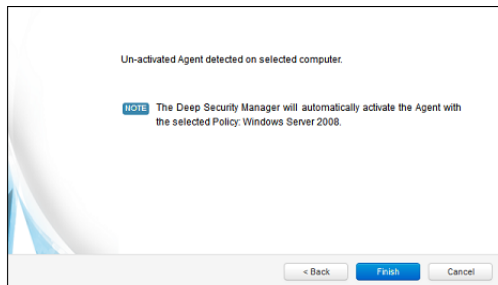 Un-activated Agent detected on selected computer.
NOTE The Deep Security Manager will automatically activate the Agent with
the selected Policy: Windows Server 2008.
< Back Finish Cancel